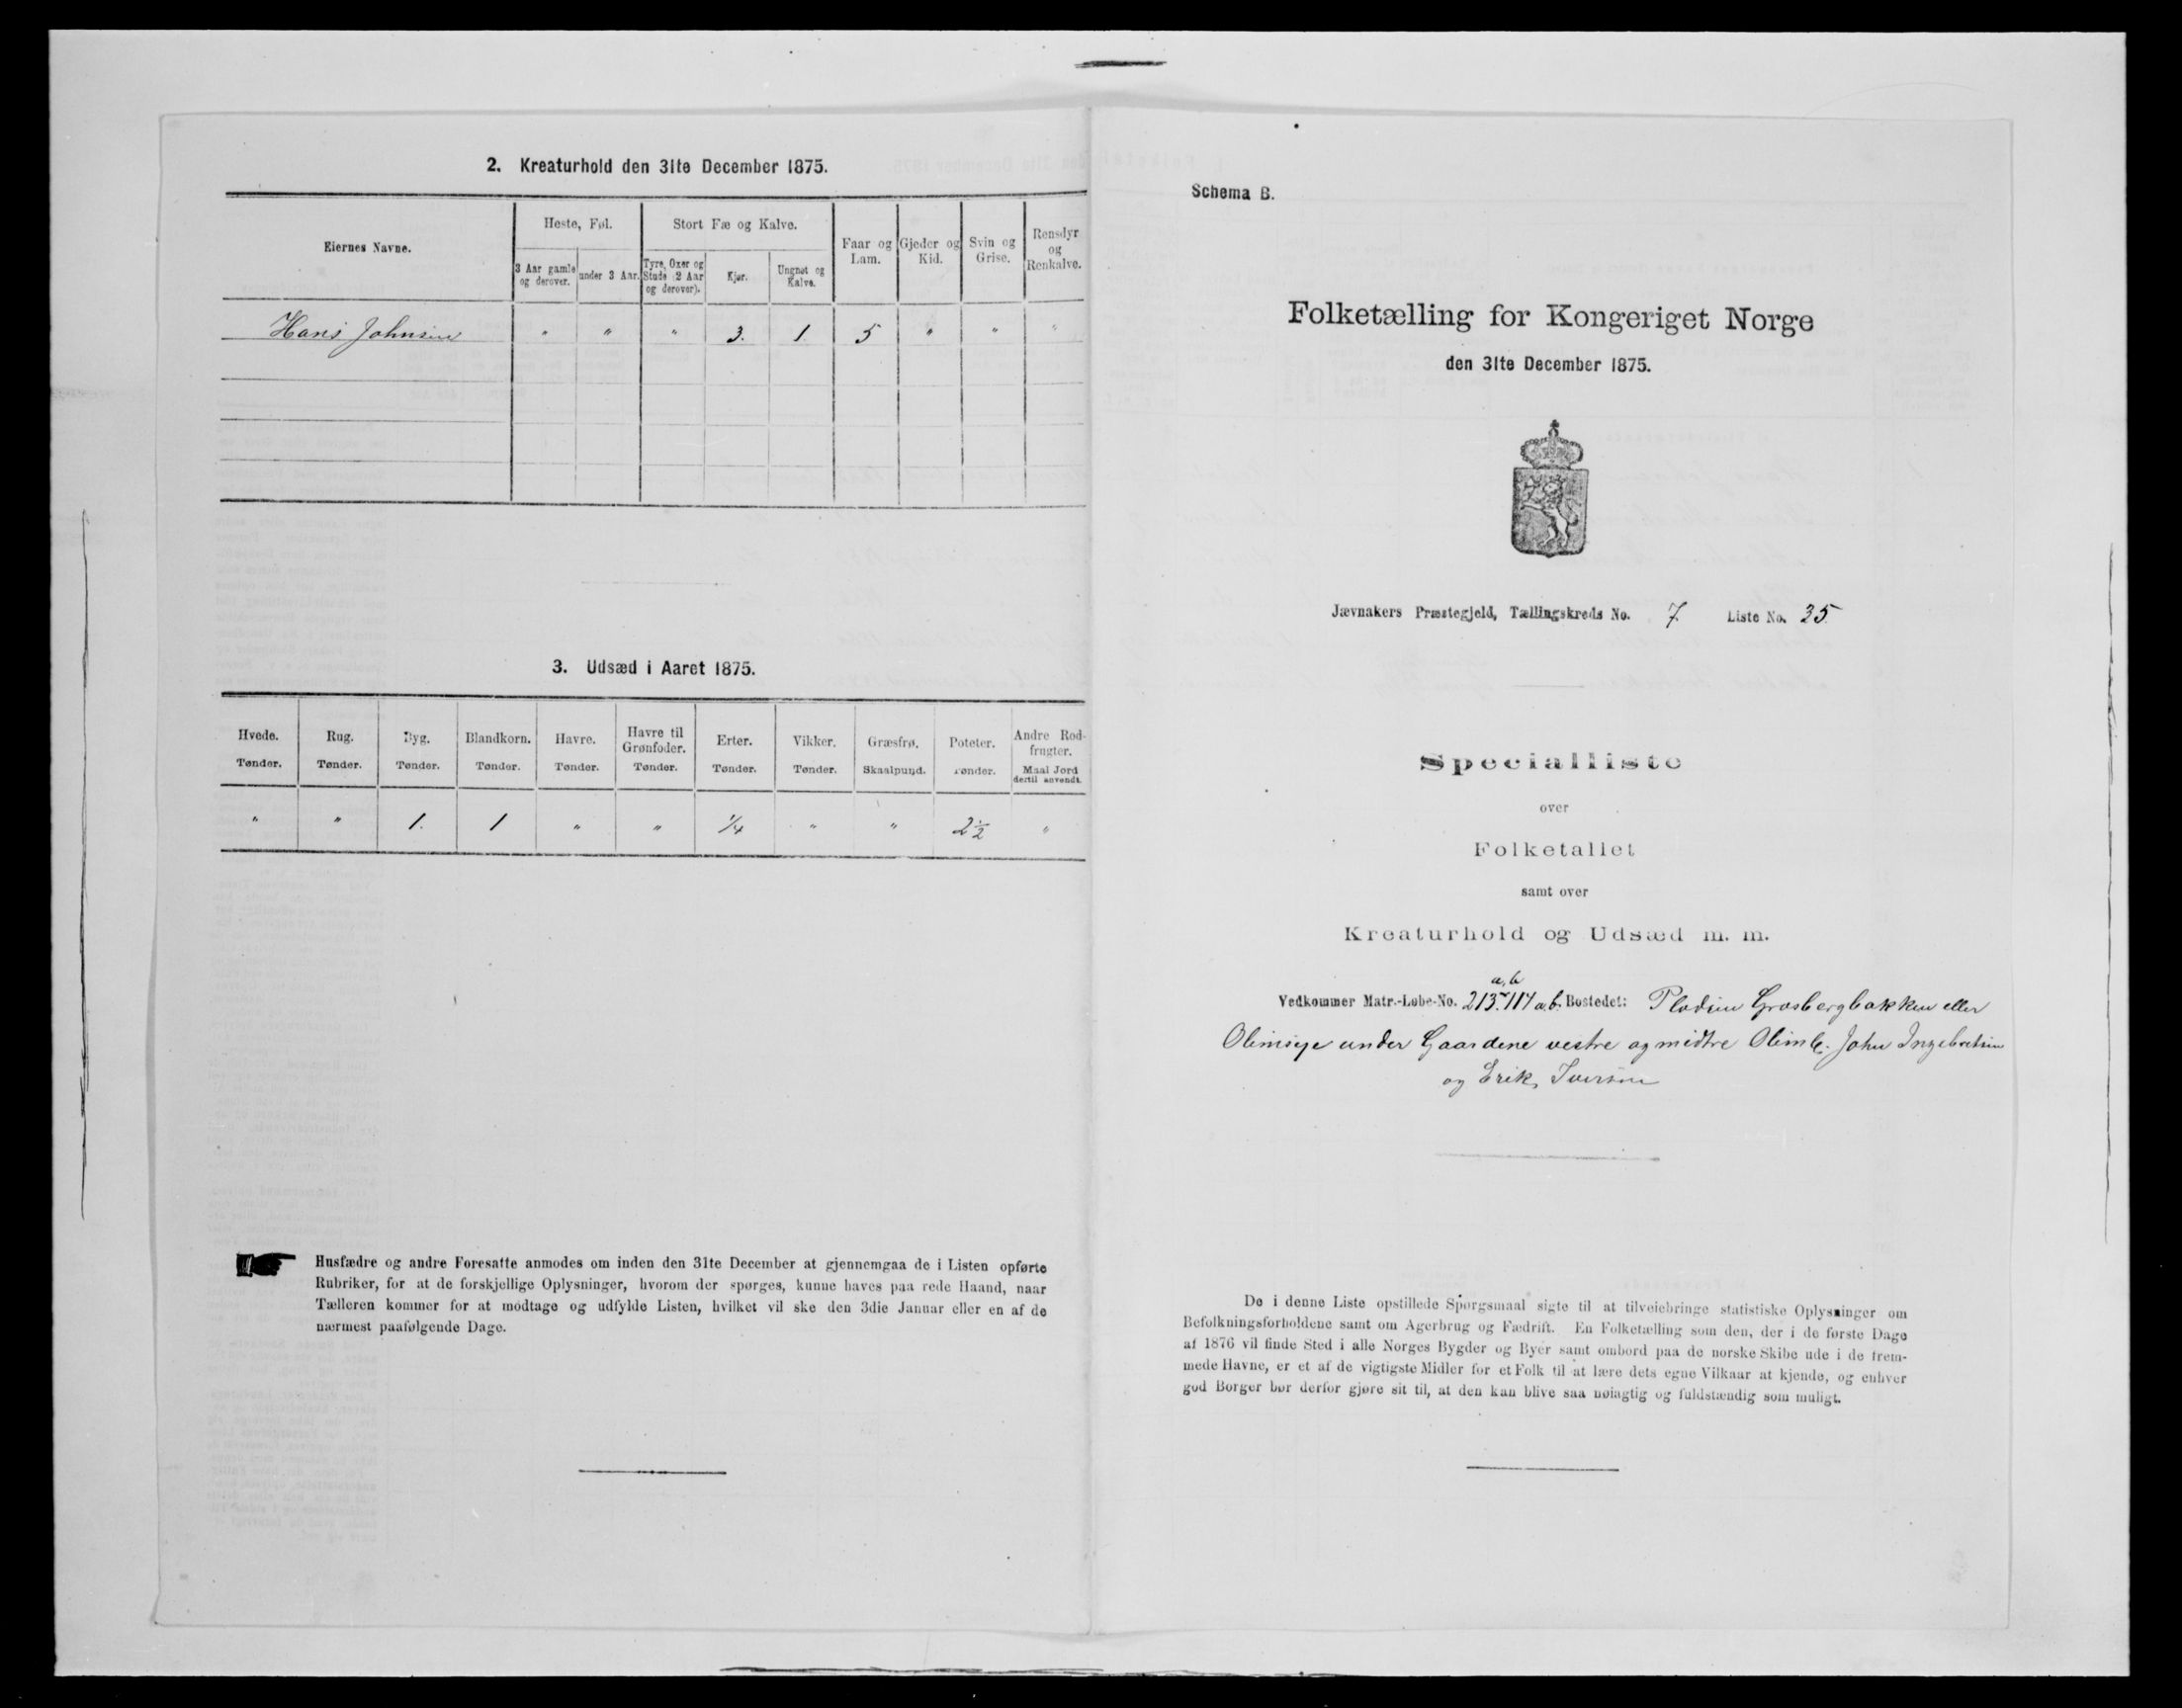 2. Kreaturhold den 31te December 1875.
Eiernes Navne.
Heste, Føl.
Stort Fæ og Kalve.
Faar og Lam.
Gjeder og Kid.
Svin og Grise.
Rensdyr og Renkalve.
3 Aar gamle og derover.
under 3 Aar.
Tyre, Oxer og Stude (2 Aar og derover).
Kjør.
Ungnøt og Kalve.
Hans Johnsen " " " 3. 1. 5 " " "
3. Udsæd i Aaret 1875.
Hvede. Rug. Byg. Blandkorn. Havre. Havre til Grønfoder. Erter. Vikker. Græsfrø. Poteter. Andre Rodfrugter.
Tønder. Tønder. Tønder. Tønder. Tønder. Tønder. Tønder. Tønder. Skaalpund. Tønder. Maal Jord dertil anvendt.
" " 1. 1 " " 1/4 " " 2 1/2 "
Husfædre og andre Foresatte anmodes om inden den 31te December at gjennemgaa de i Listen opførte
Rubriker, for at de forskjellige Oplysninger, hvorom der spørges, kunne haves paa rede Haand, naar
Tælleren kommer for at modtage og udfylde Listen, hvilket vil ske den 3die Januar eller en af de
nærmest paafølgende Dage.
Schema B.
Folketælling for Kongeriget Norge
den 31te December 1875.
Jævnakers Præstegjeld, Tællingskreds No. 7. Liste No. 35.
Specialliste
over
Folketallet
samt over
Kreaturhold og Udsæd m. m.
a, b
Vedkommer Matr.-Løbe-No. 213. 114 a.b. Bostedet: Pladsen Grosbergbakken eller
under Gaardene vestre og midtre John Ingebretsen
og Erik Iversen
De i denne Liste opstillede Spørgsmaal sigte til at tilveiebringe statistiske Oplysninger om
Befolkningsforholdene samt om Agerbrug og Fædrift. En Folketælling som den, der i de første Dage
af 1876 vil finde Sted i alle Norges Bygder og Byer samt ombord paa de norske Skibe ude i de frem-
mede Havne, er et af de vigtigste Midler for et Folk til at lære dets egne Vilkaar at kjende, og enhver
god Borger bør derfor gjøre sit til, at den kan blive saa nøiagtig og fuldstændig som muligt.